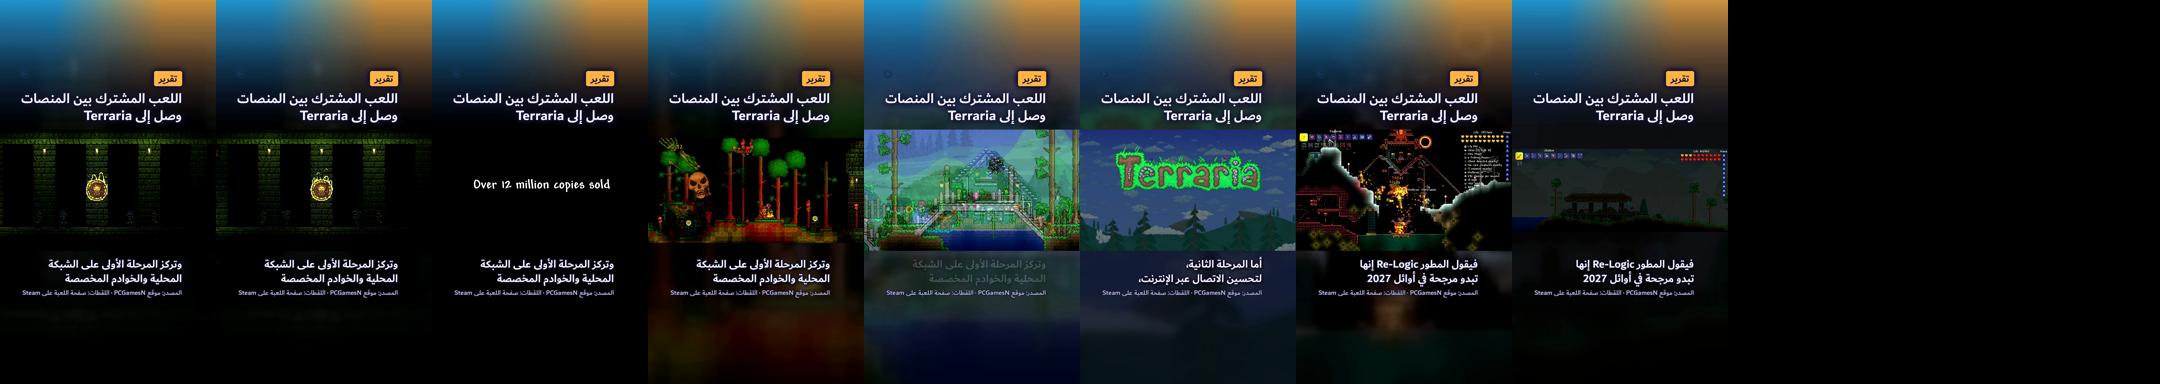 تقرير
اللعب المشترك بين المنصات
وصل إلى Terraria
وتركز المرحلة الأولى على الشبكة
المحلية والخوادم المخصصة
المصدر: موقع PCGamesN · اللقطات: صفحة اللعبة على Steam
تقرير
اللعب المشترك بين المنصات
وصل إلى Terraria
وتركز المرحلة الأولى على الشبكة
المحلية والخوادم المخصصة
المصدر: موقع PCGamesN · اللقطات: صفحة اللعبة على Steam
تقرير
اللعب المشترك بين المنصات
وصل إلى Terraria
Over 12 million copies sold
وتركز المرحلة الأولى على الشبكة
المحلية والخوادم المخصصة
المصدر: موقع PCGamesN · اللقطات: صفحة اللعبة على Steam
تقرير
اللعب المشترك بين المنصات
وصل إلى Terraria
وتركز المرحلة الأولى على الشبكة
المحلية والخوادم المخصصة
المصدر: موقع PCGamesN · اللقطات: صفحة اللعبة على Steam
تقرير
اللعب المشترك بين المنصات
وصل إلى Terraria
وتركز المرحلة الأولى على الشبكة
المحلية والخوادم المخصصة
المصدر: موقع PCGamesN · اللقطات: صفحة اللعبة على Steam
تقرير
اللعب المشترك بين المنصات
وصل إلى Terraria
Terraria
أما المرحلة الثانية،
لتحسين الاتصال عبر الإنترنت،
المصدر: موقع PCGamesN · اللقطات: صفحة اللعبة على Steam
تقرير
اللعب المشترك بين المنصات
وصل إلى Terraria
فيقول المطور Re-Logic إنها
تبدو مرجحة في أوائل 2027
المصدر: موقع PCGamesN · اللقطات: صفحة اللعبة على Steam
تقرير
اللعب المشترك بين المنصات
وصل إلى Terraria
فيقول المطور Re-Logic إنها
تبدو مرجحة في أوائل 2027
المصدر: موقع PCGamesN · اللقطات: صفحة اللعبة على Steam